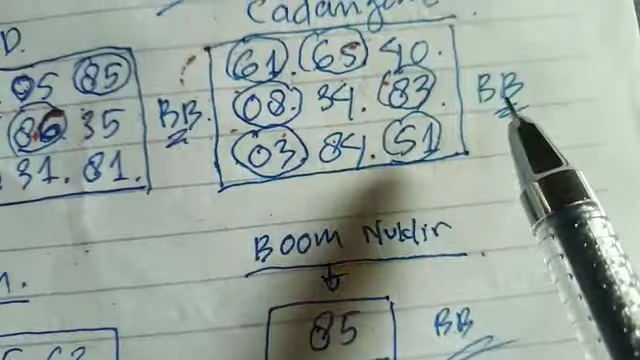 Cadangan
D.
05 85
86 35
31. 81.
BB.
61. 65 40.
08. 34. 83
03. 84. 51
BB
BOOM Nuklir
85
BB